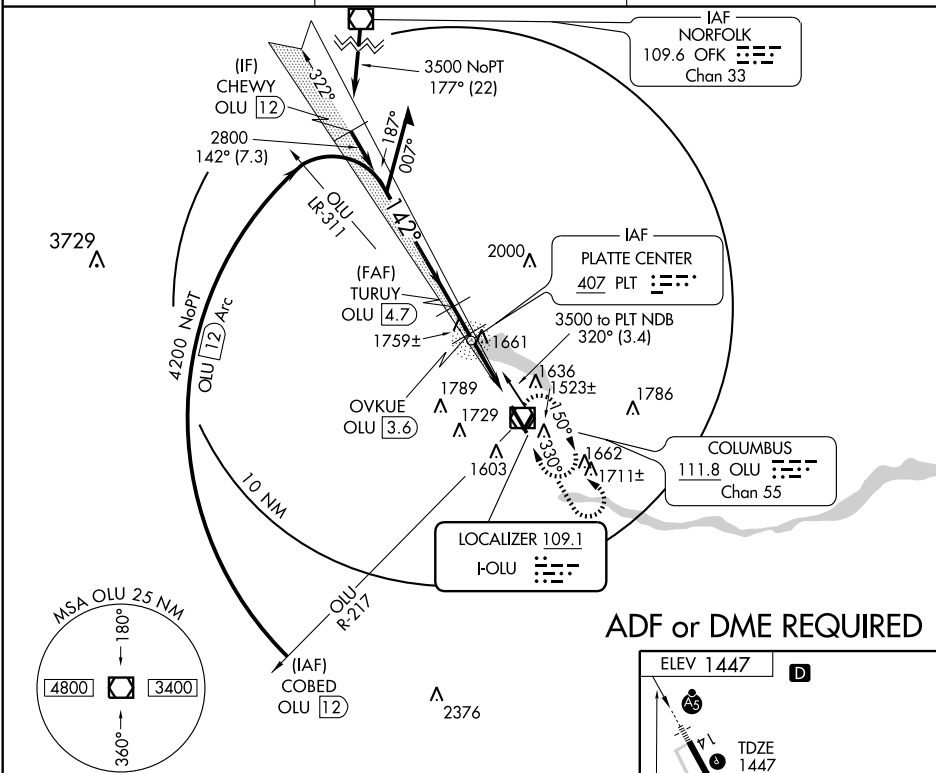 IAF
NORFOLK
109.6 OFK
Chan 33
3500 NoPT
177° (22)
(IF)
CHEWY
OLU 12
322°
2800
142° (7.3)
187°
007°
OLU
LR-311
142°
3729
2000
IAF
PLATTE CENTER
407 PLT
(FAF)
TURUY
OLU 4.7
3500 to PLT NDB
320° (3.4)
1759±
1661
4200 NoPT
OLU 12 Arc
1636
1523±
1789
1786
OVKUE
OLU 3.6
1729
150°
330°
COLUMBUS
111.8 OLU
Chan 55
1662
1603
1711±
10 NM
LOCALIZER 109.1
I-OLU
OLU
R-217
MSA OLU 25 NM
180°
4800
3400
360°
(IAF)
COBED
OLU 12
2376
ADF or DME REQUIRED
ELEV 1447
D
A5
14
P
TDZE
1447